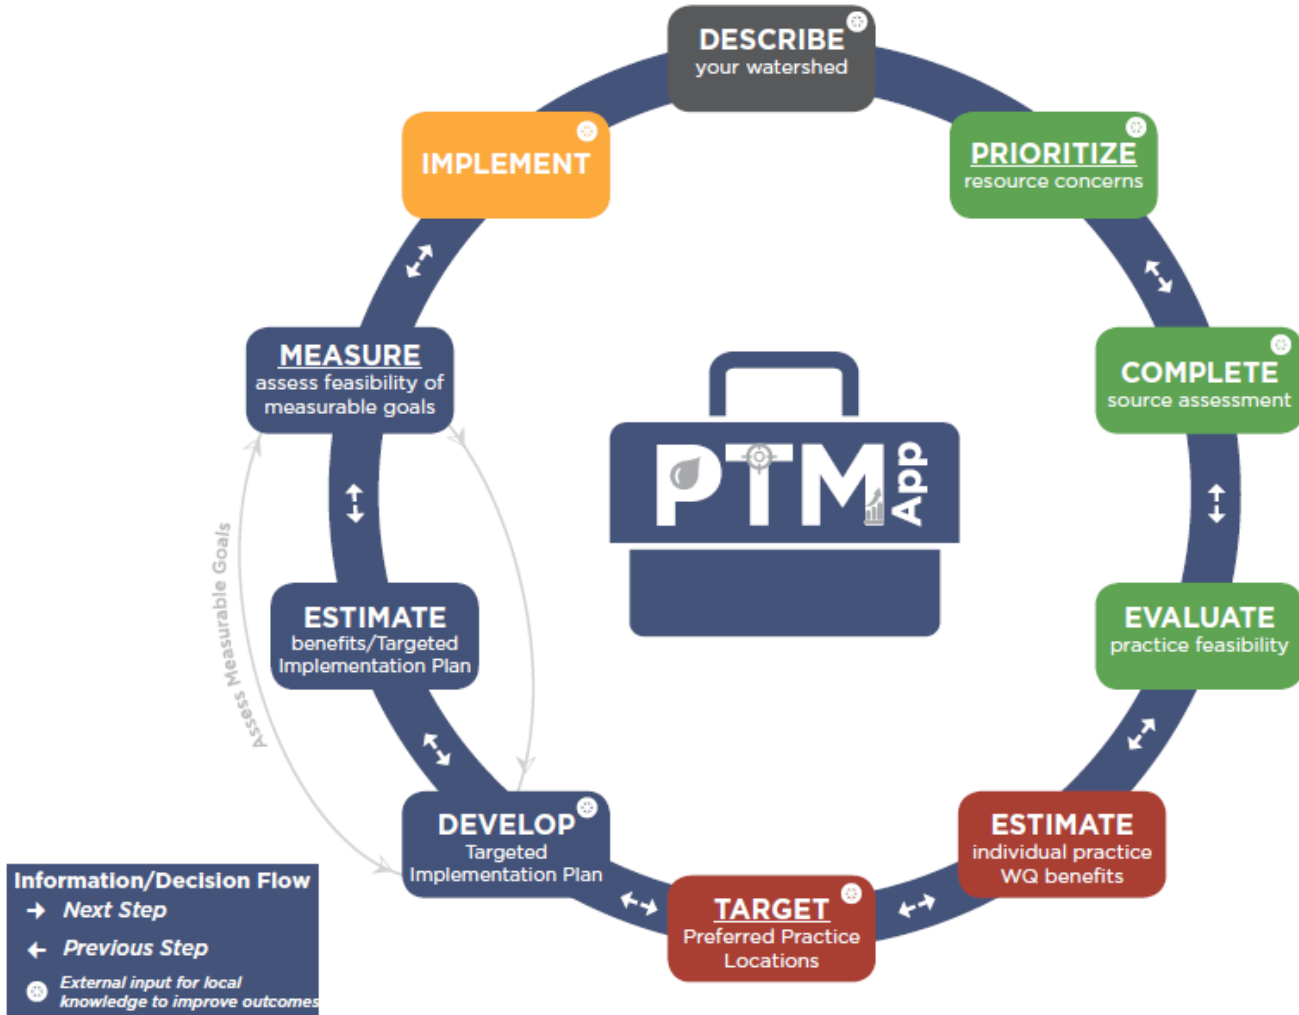 DESCRIBE
your watershed
PRIORITIZE
resource concerns
COMPLETE
source assessment
EVALUATE
practice feasibility
ESTIMATE
individual practice
WQ benefits
TARGET
Preferred Practice
Locations
DEVELOP
Targeted
Implementation Plan
ESTIMATE
benefits/Targeted
Implementation Plan
MEASURE
assess feasibility of
measurable goals
IMPLEMENT
Assess Measurable Goals
PTM
App
Information/Decision Flow
Next Step
Previous Step
External input for local
knowledge to improve outcomes